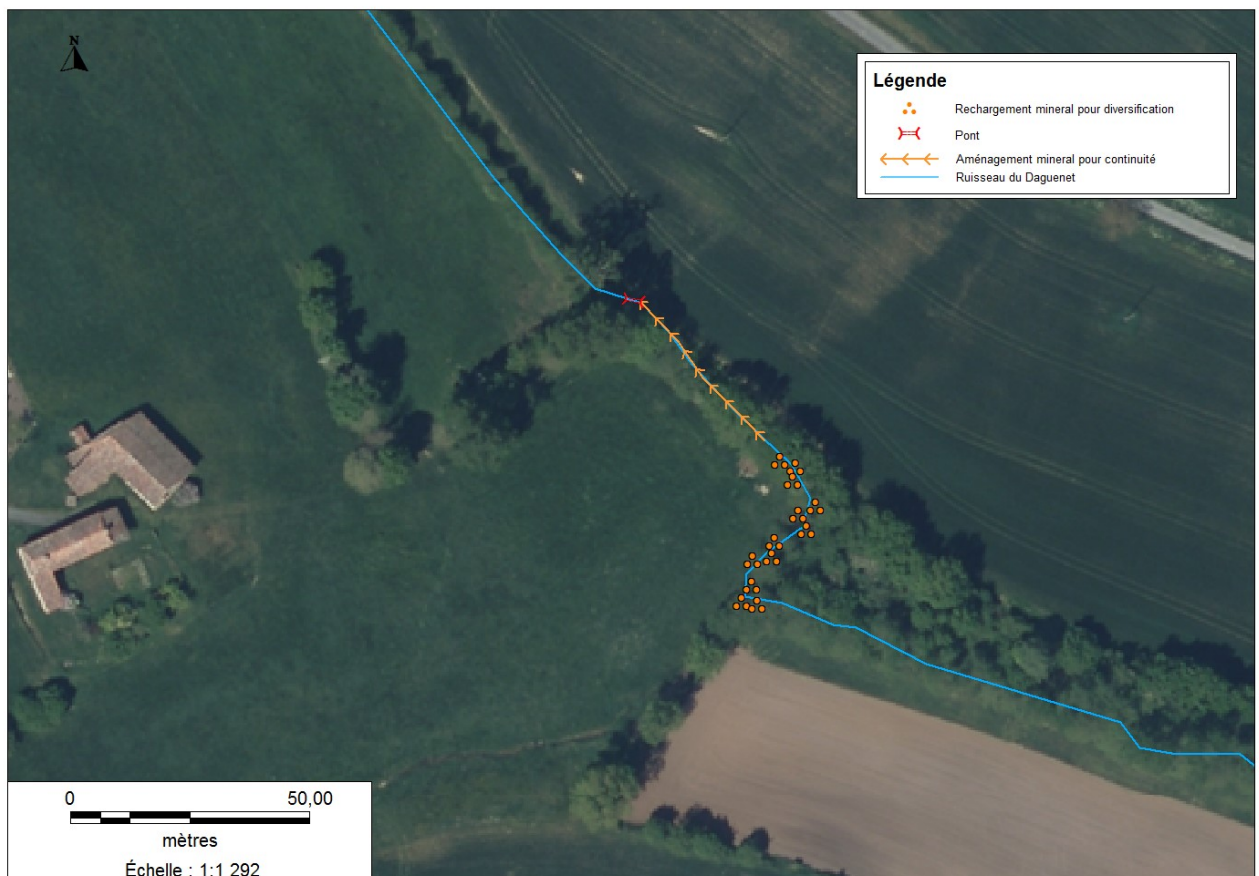 N
Légende
Rechargement mineral pour diversification
Pont
Aménagement mineral pour continuité
Ruisseau du Daguenet
0 50,00
mètres
Échelle : 1:1 292